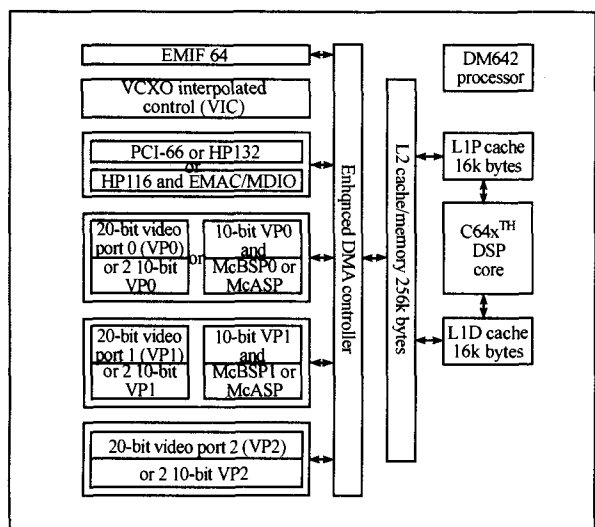 EMIF 64
VCXO interpolated
control (VIC)
PCI-66 or HP132
or
HP116 and EMAC/MDIO
20-bit video
port 0 (VP0)
or 2 10-bit
VP0
or
10-bit VP0
and
McBSP0 or
McASP
20-bit video
port 1 (VP1)
or 2 10-bit
VP1
10-bit VP1
and
McBSP1 or
McASP
20-bit video port 2 (VP2)
or 2 10-bit VP2
Enhqnced DMA controller
L2 cache/memory 256k bytes
DM642
processor
L1P cache
16k bytes
C64xTH
DSP
core
L1D cache
16k bytes